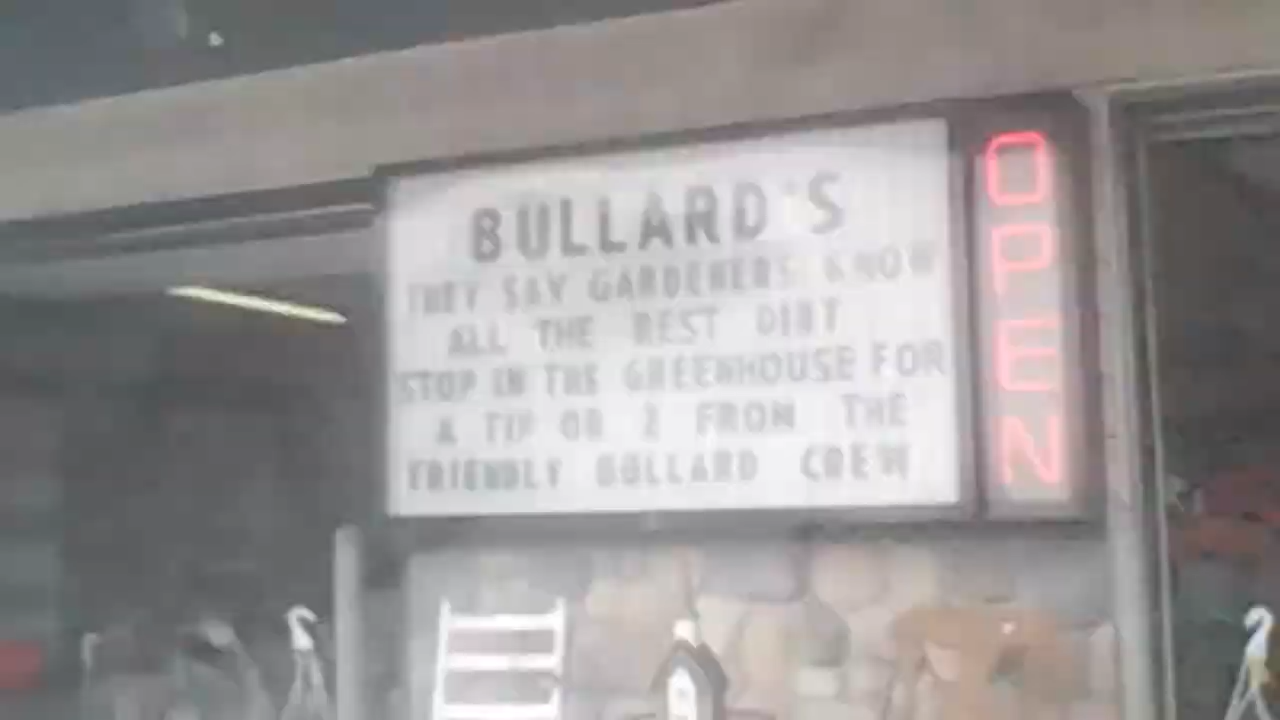 BULLARD'S
THEY SAY GARDENERS KNOW
ALL THE BEST DIRT
STOP IN THE GREENHOUSE FOR
A TIP OR 2 FROM THE
FRIENDLY BULLARD CREW
OPEN